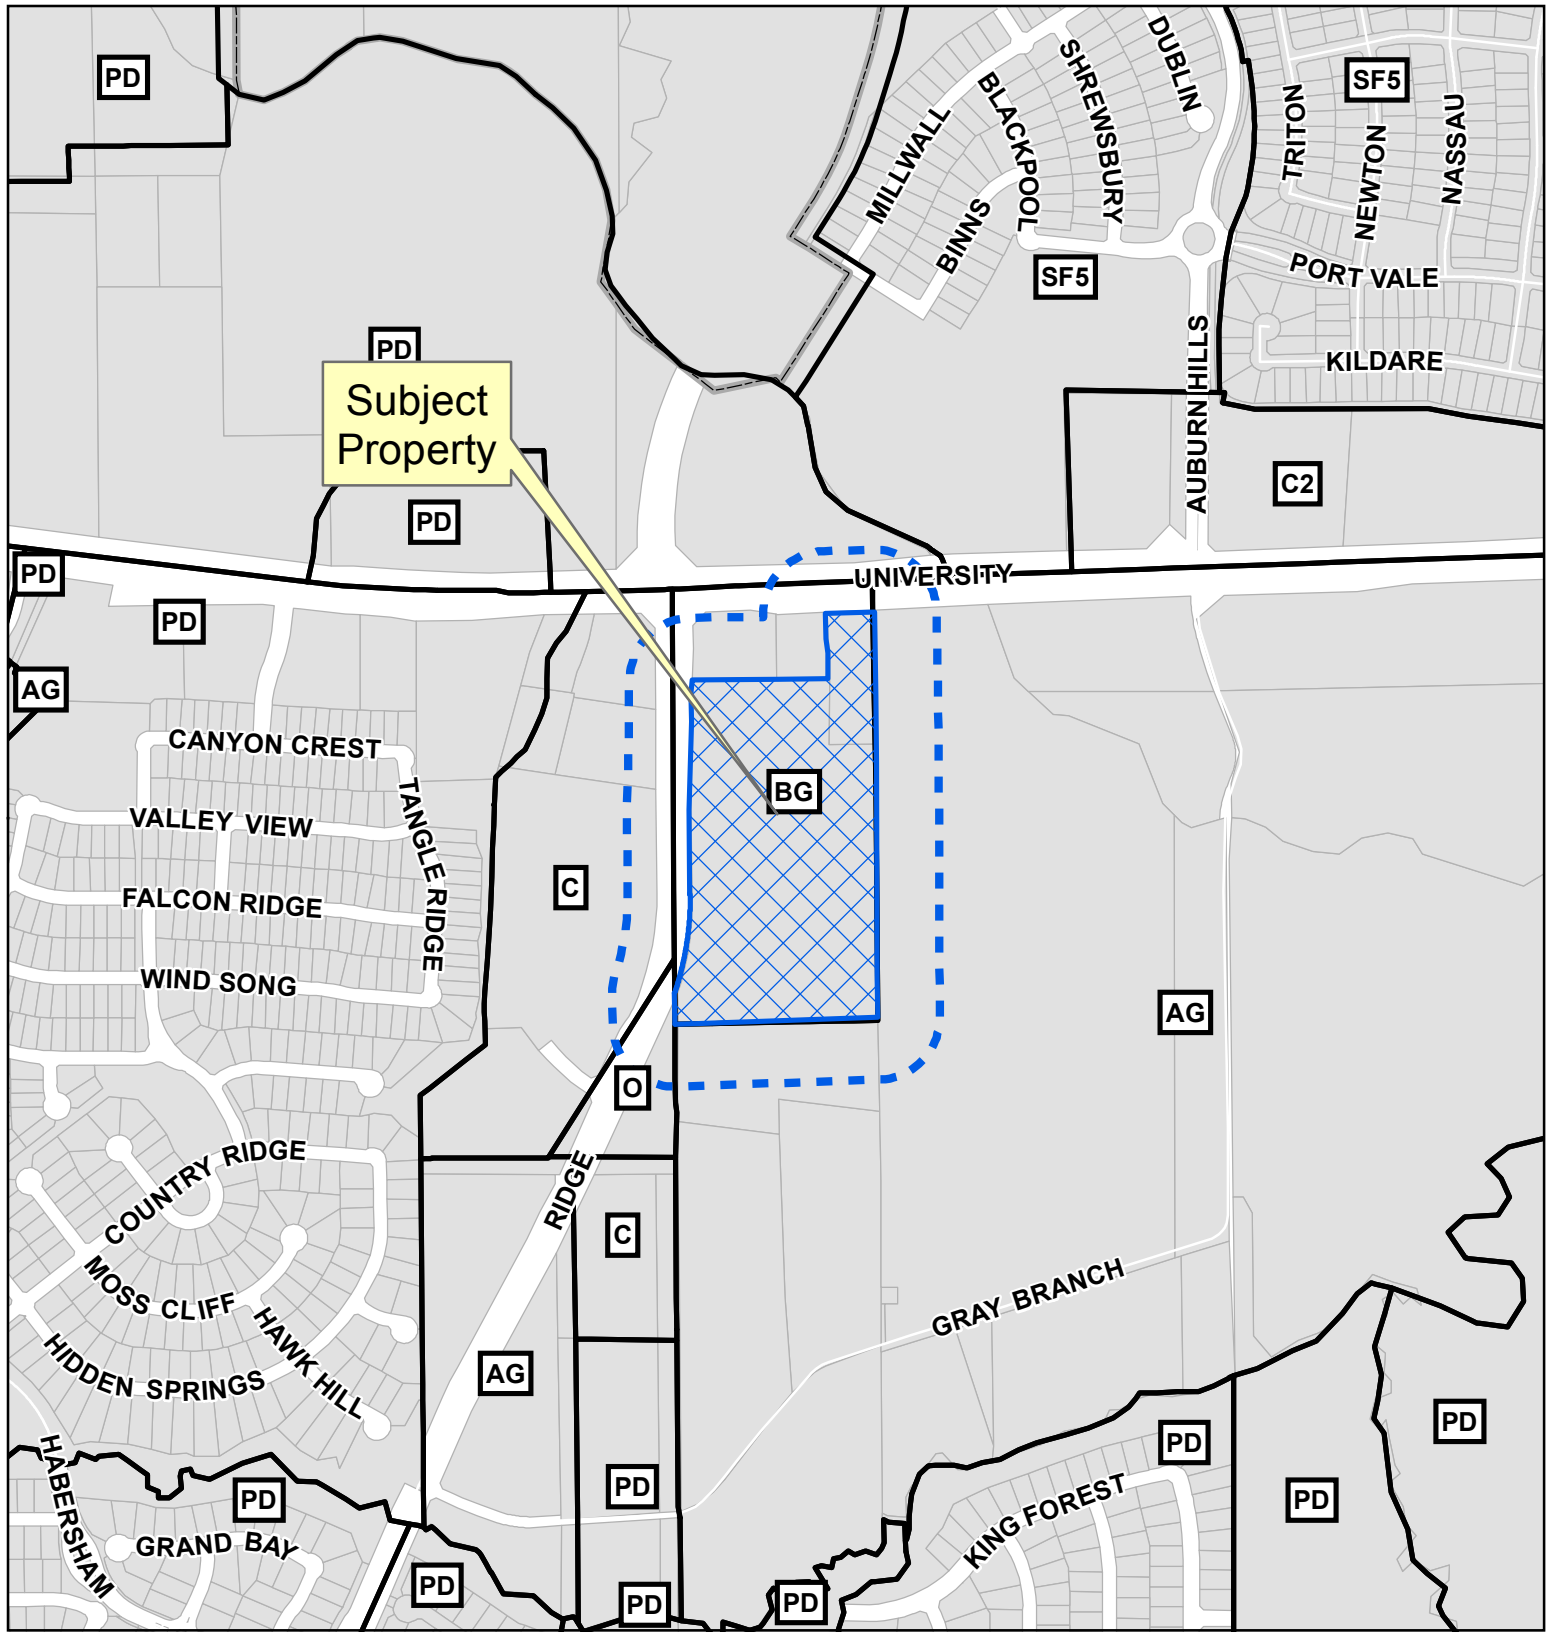 PD
DUBLIN
SHREWSBURY
SF5
BLACKPOOL
TRITON
NASSAU
MILLWALL
NEWTON
BINNS
SF5
PORT VALE
PD
KILDARE
AUBURN HILLS
Subject
Property
C2
PD
PD
UNIVERSITY
PD
AG
CANYON CREST
TANGLE RIDGE
BG
VALLEY VIEW
C
FALCON RIDGE
WIND SONG
AG
O
COUNTRY RIDGE
RIDGE
C
MOSS CLIFF
GRAY BRANCH
HAWK HILL
HIDDEN SPRINGS
AG
PD
PD
HABERSHAM
PD
PD
PD
KING FOREST
GRAND BAY
PD
PD
PD